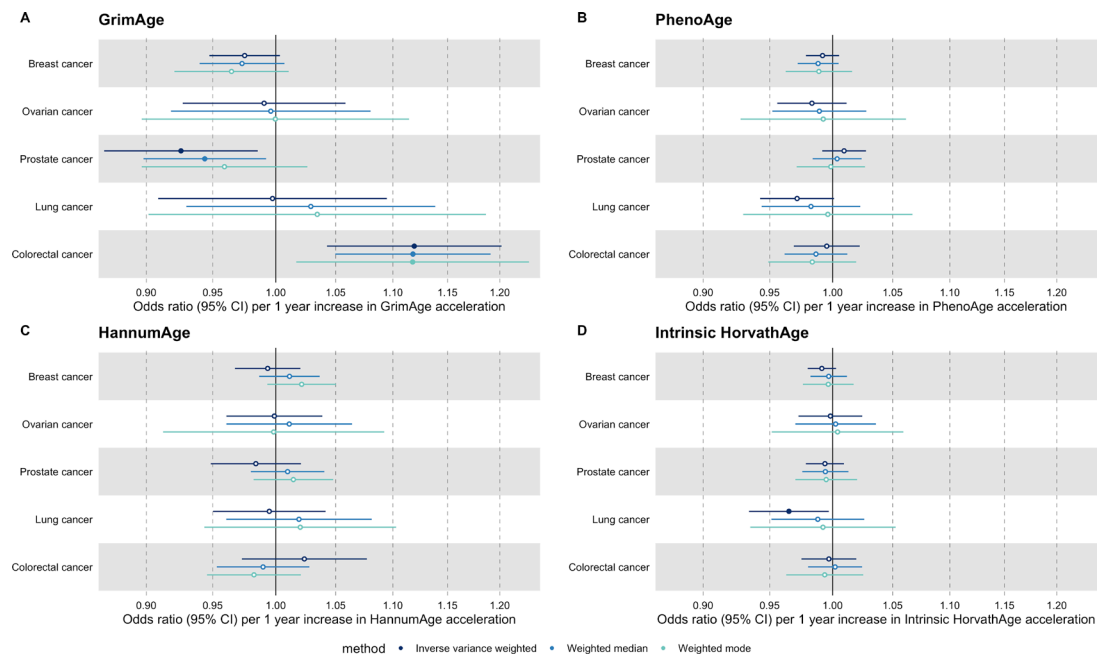 A GrimAge
Breast cancer
Ovarian cancer
Prostate cancer
Lung cancer
Colorectal cancer
0.90 0.95 1.00 1.05 1.10 1.15 1.20
Odds ratio (95% CI) per 1 year increase in GrimAge acceleration
B PhenoAge
Breast cancer
Ovarian cancer
Prostate cancer
Lung cancer
Colorectal cancer
0.90 0.95 1.00 1.05 1.10 1.15 1.20
Odds ratio (95% CI) per 1 year increase in PhenoAge acceleration
C HannumAge
Breast cancer
Ovarian cancer
Prostate cancer
Lung cancer
Colorectal cancer
0.90 0.95 1.00 1.05 1.10 1.15 1.20
Odds ratio (95% CI) per 1 year increase in HannumAge acceleration
D Intrinsic HorvathAge
Breast cancer
Ovarian cancer
Prostate cancer
Lung cancer
Colorectal cancer
0.90 0.95 1.00 1.05 1.10 1.15 1.20
Odds ratio (95% CI) per 1 year increase in Intrinsic HorvathAge acceleration
method Inverse variance weighted Weighted median Weighted mode